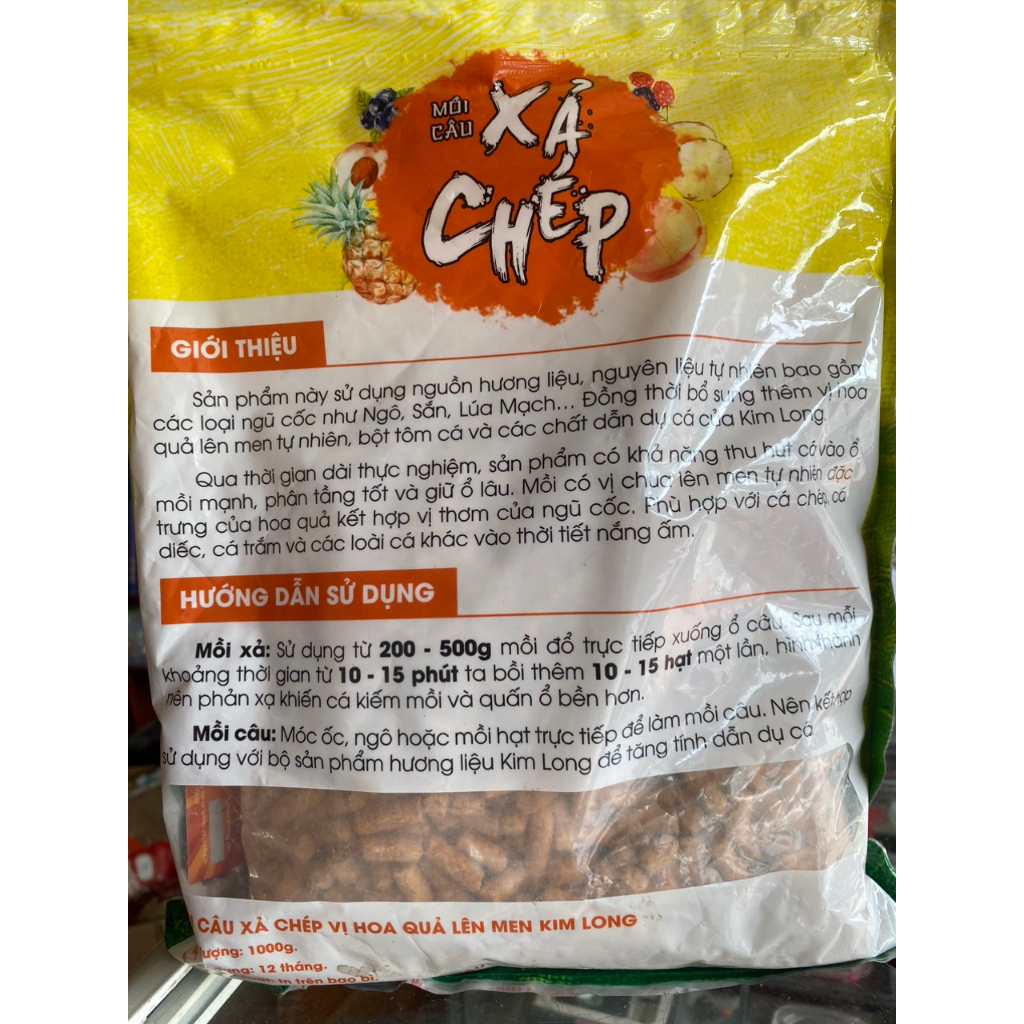 MỒI
CÂU
XẢ
CHÉP
GIỚI THIỆU
Sản phẩm này sử dụng nguồn hương liệu, nguyên liệu tự nhiên bao gồm
các loại ngũ cốc như Ngô, Sắn, Lúa Mạch... Đồng thời bổ sung thêm vị hoa
quả lên men tự nhiên, bột tôm cá và các chất dẫn dụ cá của Kim Long.
Qua thời gian dài thực nghiệm, sản phẩm có khả năng thu hút cá vào ổ
mồi mạnh, phân tầng tốt và giữ ổ lâu. Mồi có vị chua lên men tự nhiên đặc
trưng của hoa quả kết hợp vị thơm của ngũ cốc. Phù hợp với cá chép, cá
diếc, cá trắm và các loài cá khác vào thời tiết nắng ấm.
HƯỚNG DẪN SỬ DỤNG
Mồi xả: Sử dụng từ 200 - 500g mồi đổ trực tiếp xuống ổ câu. Sau mỗi
khoảng thời gian từ 10 - 15 phút ta bồi thêm 10 - 15 hạt một lần, hình thành
nên phản xạ khiến cá kiếm mồi và quấn ổ bền hơn.
Mồi câu: Móc ốc, ngô hoặc mồi hạt trực tiếp để làm mồi câu. Nên kết hợp
sử dụng với bộ sản phẩm hương liệu Kim Long để tăng tính dẫn dụ cá.
CÂU XẢ CHÉP VỊ HOA QUẢ LÊN MEN KIM LONG
lượng: 1000g.
12 tháng.
in trên bao bì.